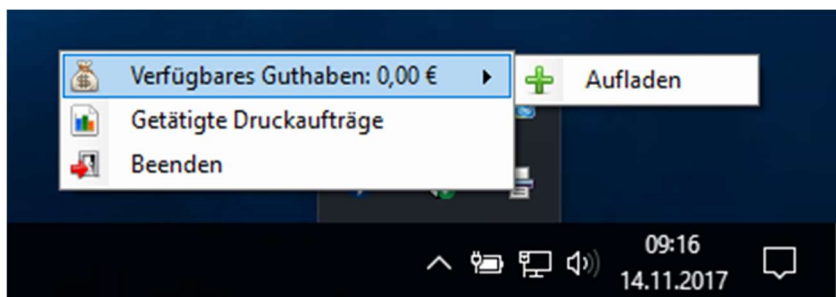 Verfügbares Guthaben: 0,00 €
Aufladen
Getätigte Druckaufträge
Beenden
09:16
14.11.2017